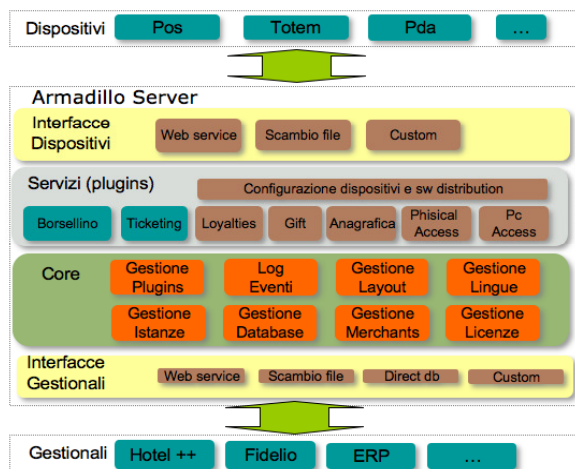 Dispositivi Pos Totem Pda ...
Armadillo Server
Interfacce
Dispositivi
Web service Scambio file Custom
Servizi (plugins)
Configurazione dispositivi e sw distribution
Borsellino Ticketing Loyalties Gift Anagrafica Phisical
Access Pc
Access
Core
Gestione
Plugins Log
Eventi Gestione
Layout Gestione
Lingue
Gestione
Istanze Gestione
Database Gestione
Merchants Gestione
Licenze
Interfacce
Gestionali
Web service Scambio file Direct db Custom
Gestionali Hotel ++ Fidelio ERP ...